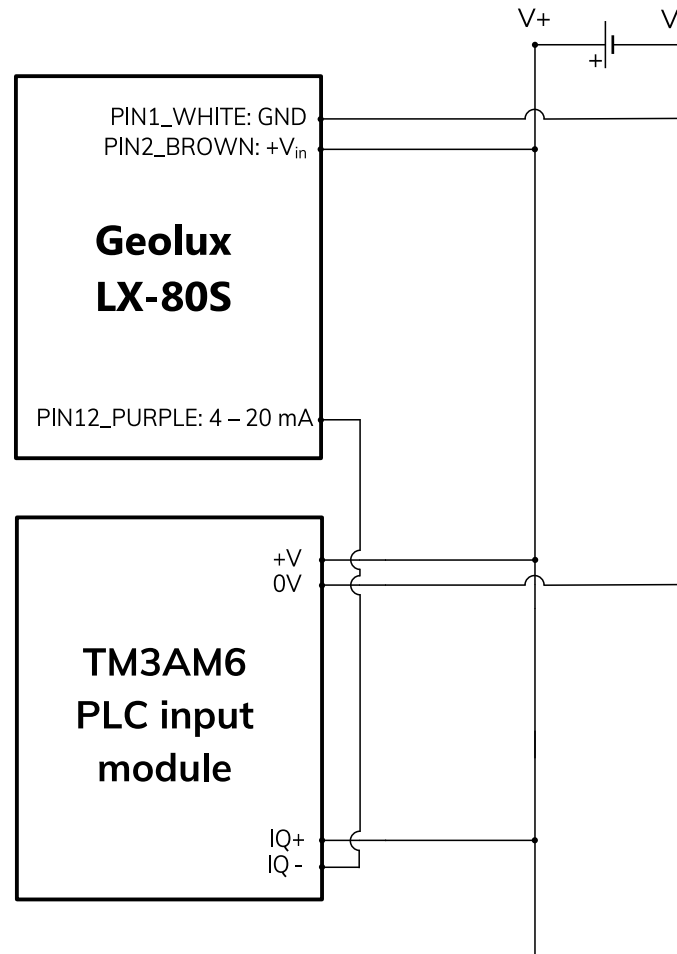 V+
V
+
PIN1_WHITE: GND
PIN2_BROWN: +Vin
Geolux
LX-80S
PIN12_PURPLE: 4 – 20 mA
+V
0V
TM3AM6
PLC input
module
IQ+
IQ -